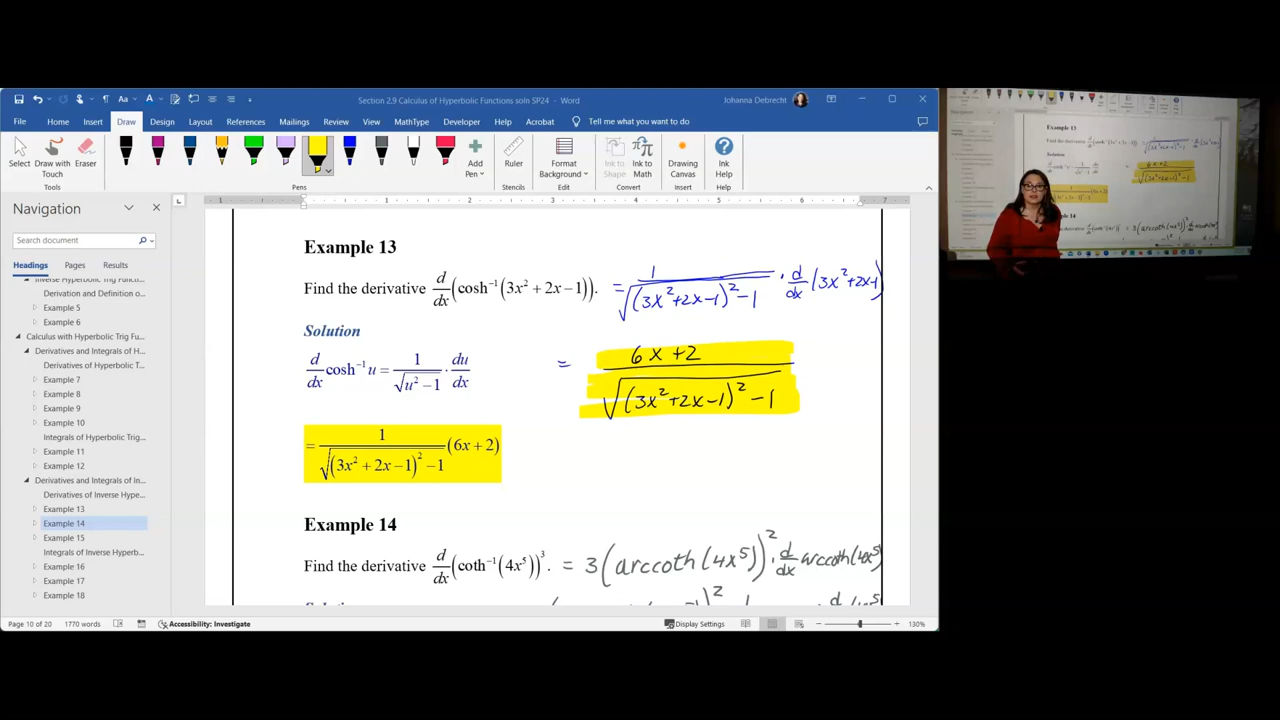 Section 2.9 Calculus of Hyperbolic Functions soln SP24 - Word
Johanna Debrecht
File Home Insert Draw Design Layout References Mailings Review View MathType Developer Help Acrobat Tell me what you want to do
Select
Draw with Touch
Eraser
Add Pen
Ruler
Format Background
Ink to Shape
Ink to Math
Drawing Canvas
Ink Help
Tools Pens Stencils Edit Convert Insert Help
Navigation
Search document
Headings Pages Results
Inverse Hyperbolic Trig Func...
Derivation and Definition o...
Example 5
Example 6
Calculus with Hyperbolic Trig Fu...
Derivatives and Integrals of H...
Derivatives of Hyperbolic T...
Example 7
Example 8
Example 9
Example 10
Integrals of Hyperbolic Trig...
Example 11
Example 12
Derivatives and Integrals of In...
Derivatives of Inverse Hype...
Example 13
Example 14
Example 15
Integrals of Inverse Hyperb...
Example 16
Example 17
Example 18
Example 13
Find the derivative d/dx(cosh⁻¹(3x² + 2x − 1)). = 1/√((3x²+2x−1)²−1) · d/dx(3x²+2x−1)
Solution
d/dx cosh⁻¹ u = 1/√(u² − 1) · du/dx
= 6x+2/√((3x²+2x−1)² − 1)
= 1/√((3x² + 2x − 1)² − 1) (6x + 2)
Example 14
Find the derivative d/dx(coth⁻¹(4x⁵))³. = 3(arccoth(4x⁵))² · d/dx arccoth(4x⁵)
Page 10 of 20 1770 words Accessibility: Investigate Display Settings 130%